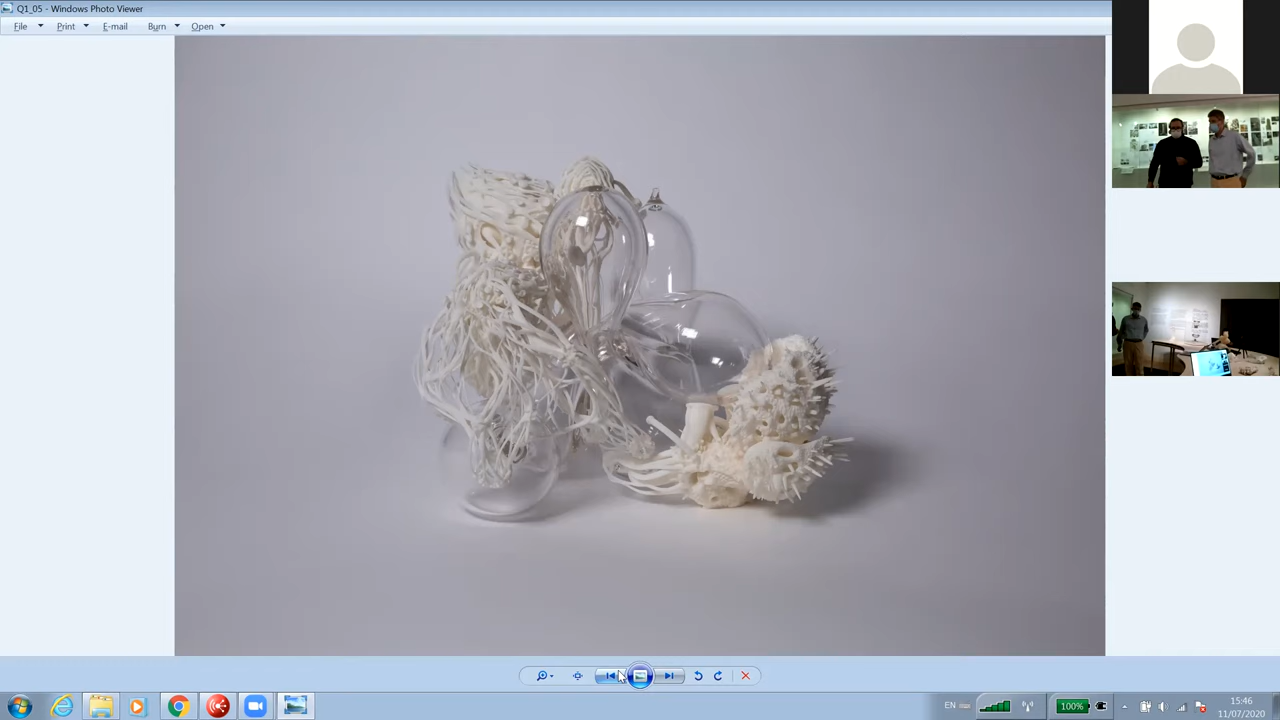 Q1_05 - Windows Photo Viewer
File Print E-mail Burn Open
EN 100% 15:46
11/07/2020